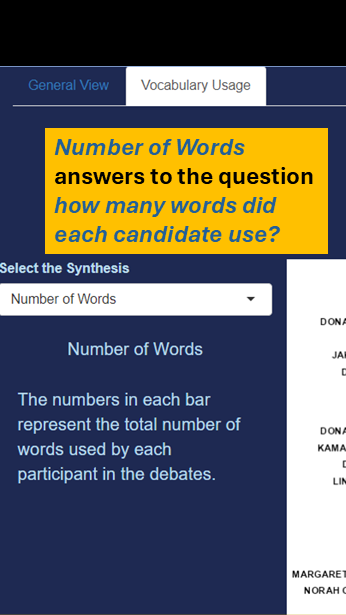 General View
Vocabulary Usage
Number of Words
answers to the question
how many words did
each candidate use?
Select the Synthesis
Number of Words
Number of Words
The numbers in each bar
represent the total number of
words used by each
participant in the debates.
DONA
JAI
D
DONA
KAMA
D
LIN
MARGARET
NORAH O